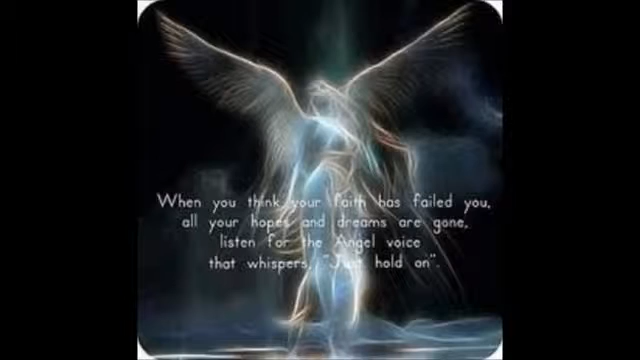 When you think your faith has failed you,
all your hopes and dreams are gone,
listen for the Angel voice
that whispers, "Just hold on".